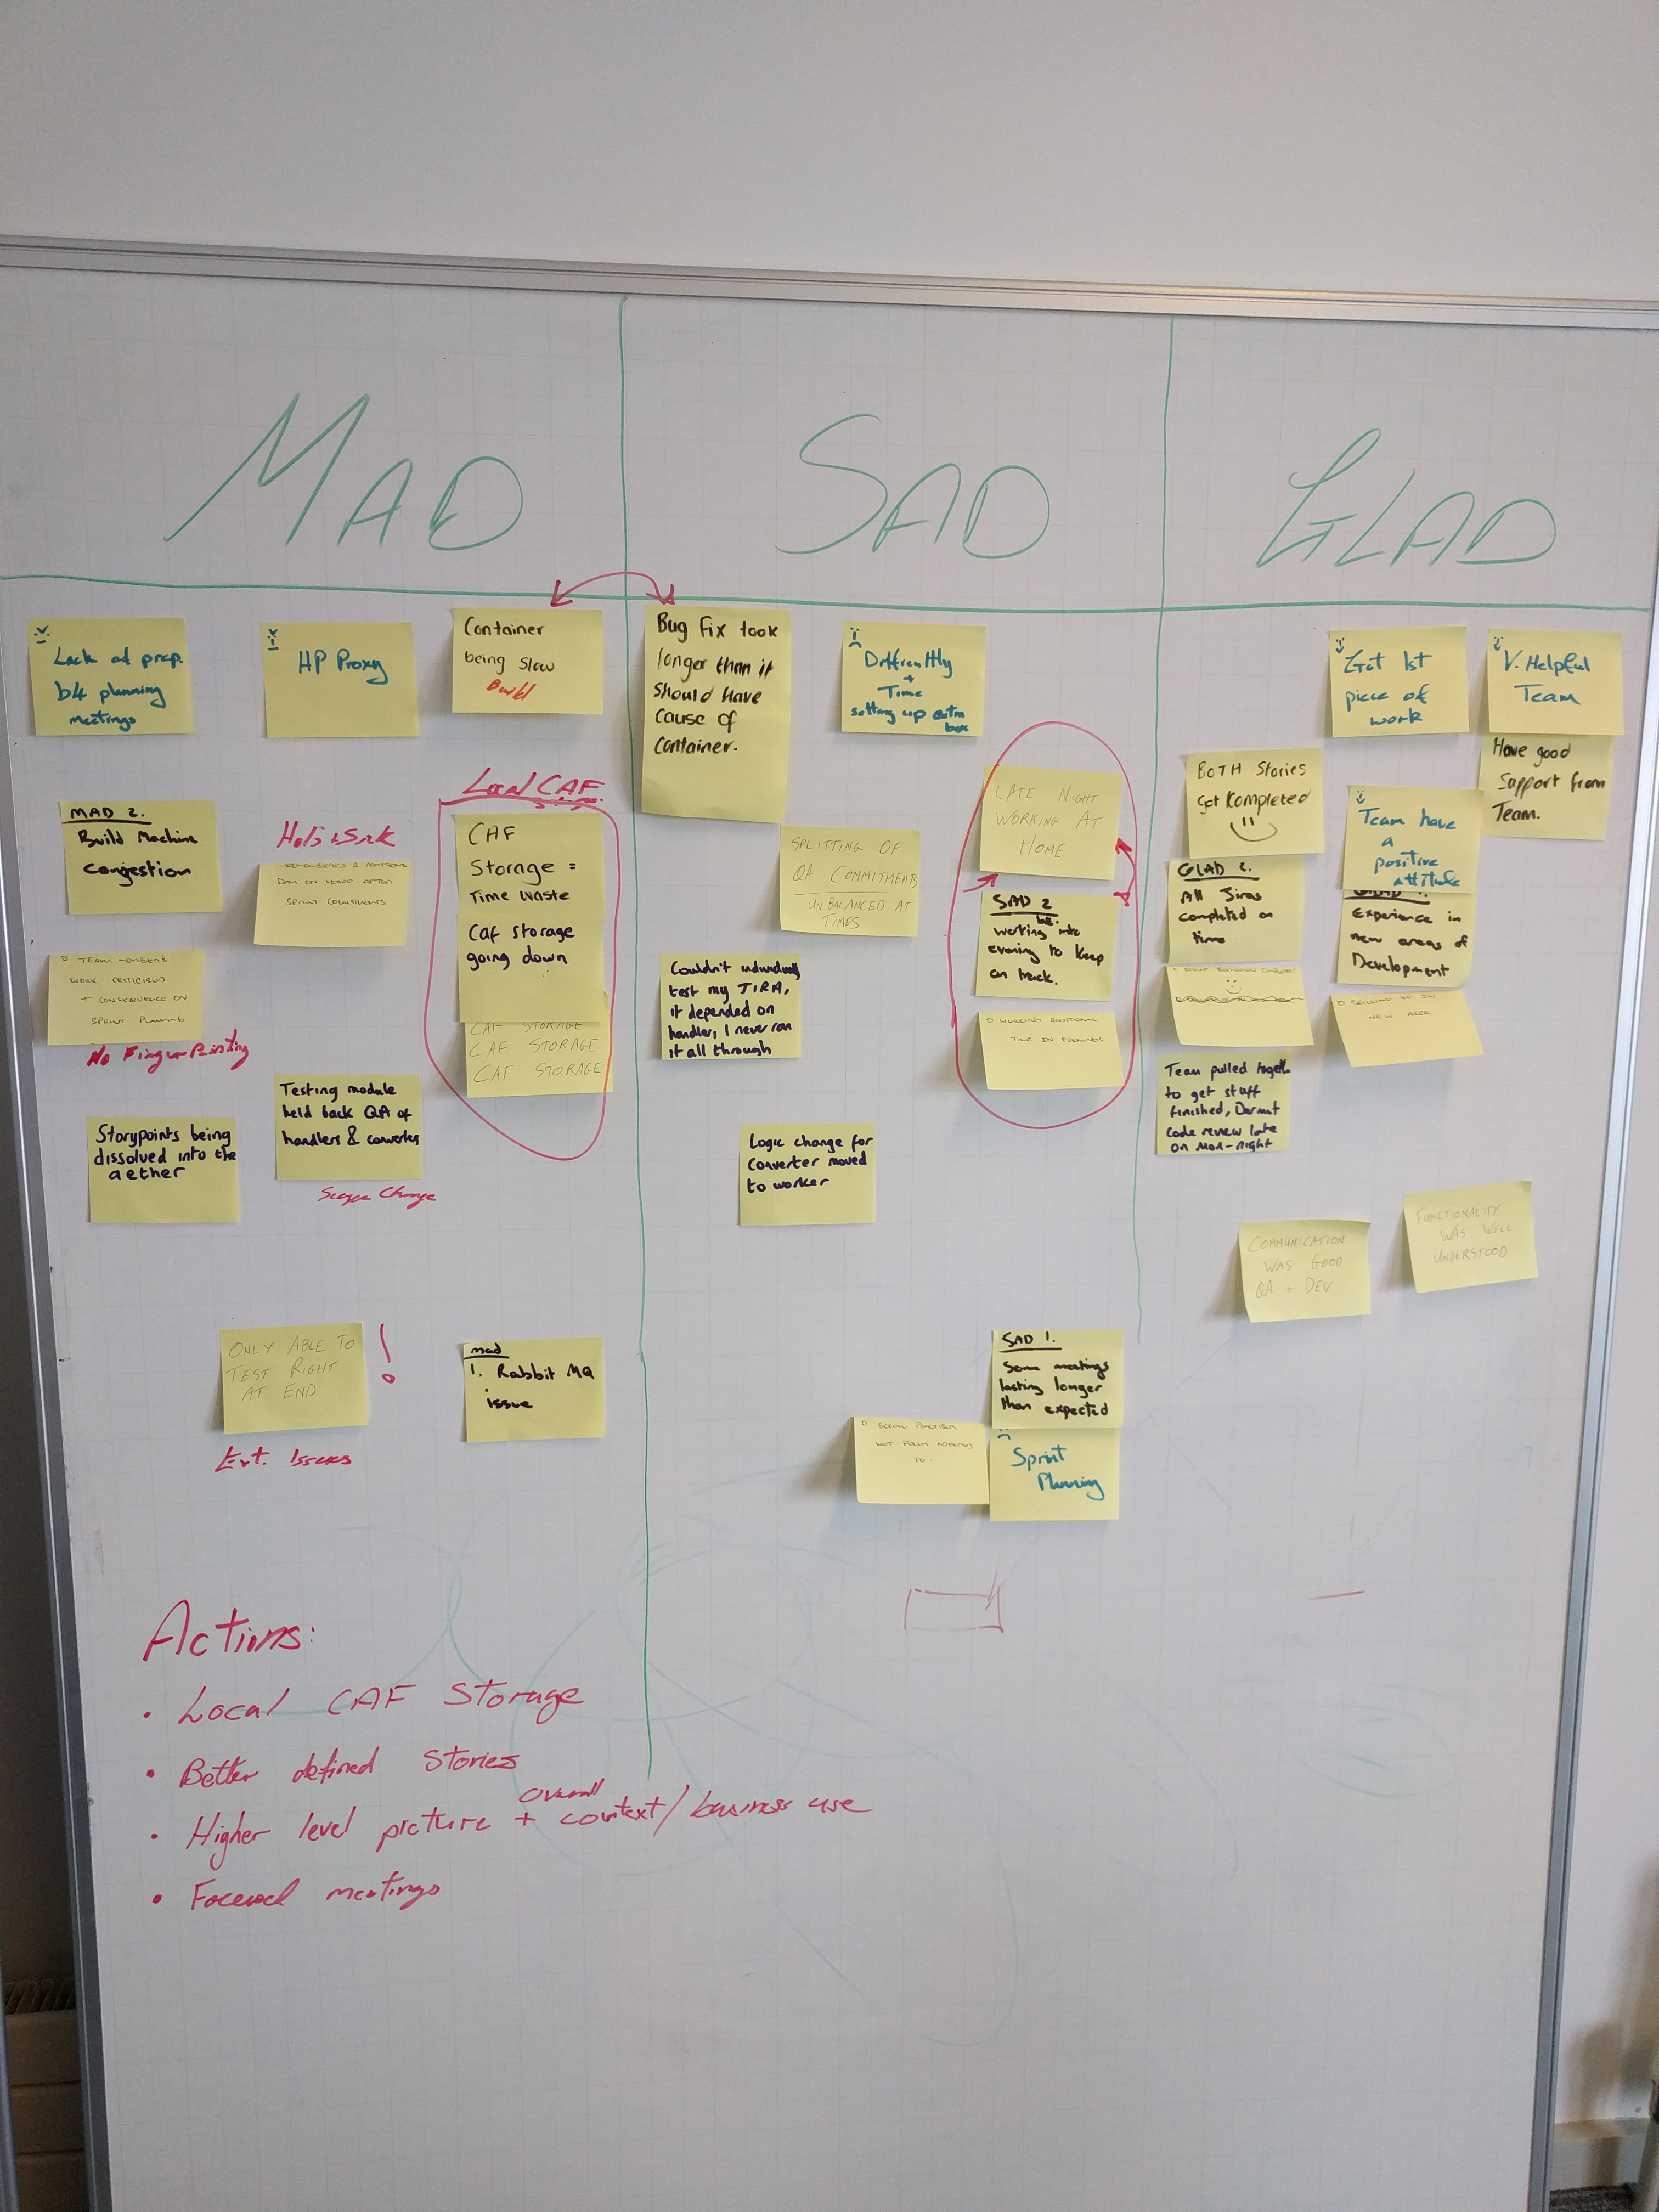 MAD
SAD
GLAD
Lack of prep.
b4 planning
meetings
HP Proxy
Container
being slow
Build
MAD 2.
Build Machine
congestion
Hols + Sick
DAY ON LEAVE AFTER
SPRINT COMMITMENTS
Local CAF
CAF
Storage =
Time waste
Caf storage
going down
CAF STORAGE
CAF STORAGE
CAF STORAGE
TEAM MEMBER'S
WORK CRITICISED
+ CONSEQUENCE ON
SPRINT PLANNING
No Finger Pointing
Testing module
held back QA of
handlers & converters
Scope Change
Storypoints being
dissolved into the
aether
ONLY ABLE TO
TEST RIGHT
AT END
!
Ext. Issues
mad
1. Rabbit MQ
issue
Bug Fix took
longer than it
should have
cause of
container.
Difficulty
+
Time
setting up
box
SPLITTING OF
QA COMMITMENTS
UNBALANCED AT
TIMES
LATE NIGHT
WORKING AT
HOME
SAD 2
working into
evening to keep
on track.
WORKING ADDITIONAL
TIME IN EVENINGS
Couldn't individually
test my JIRA,
it depended on
handler, I never ran
it all through
Logic change for
converter moved
to worker
SAD 1.
Some meetings
lasting longer
than expected
NOT FULLY ADHERED
TO.
Sprint
Planning
Got 1st
piece of
work
V. Helpful
Team
Have good
Support from
Team.
BOTH Stories
Get Kompleted
Team have
a
positive
attitude
GLAD 2.
All Jiras
completed on
time
Experience in
new areas of
Development
SKILLING UP IN
NEW AREA
Team pulled together
to get stuff
finished, Dermot
code review late
on Mon-night
COMMUNICATION
WAS GOOD
QA + DEV
FUNCTIONALITY
WAS WELL
UNDERSTOOD
Actions:
• Local CAF Storage
• Better defined stories
• Higher level picture + overall context/business use
• Focused meetings